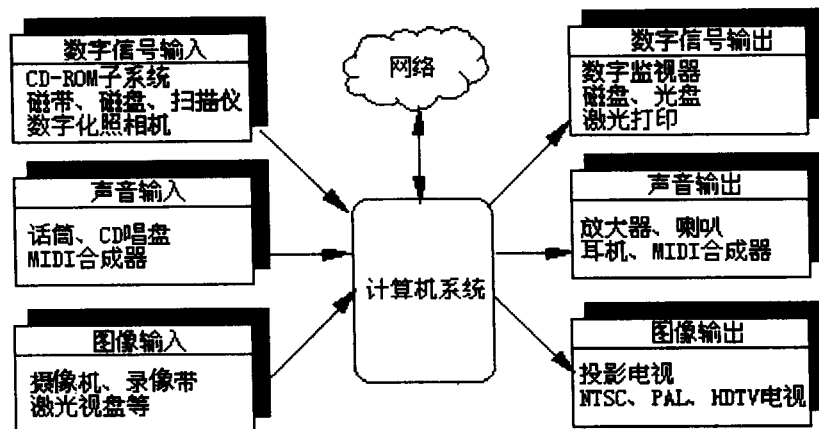 数字信号输入
CD-ROM子系统
磁带、磁盘、扫描仪
数字化照相机
声音输入
话筒、CD唱盘
MIDI合成器
图像输入
摄像机、录像带
激光视盘等
网络
计算机系统
数字信号输出
数字监视器
磁盘、光盘
激光打印
声音输出
放大器、喇叭
耳机、MIDI合成器
图像输出
投影电视
NTSC、PAL、HDTV电视